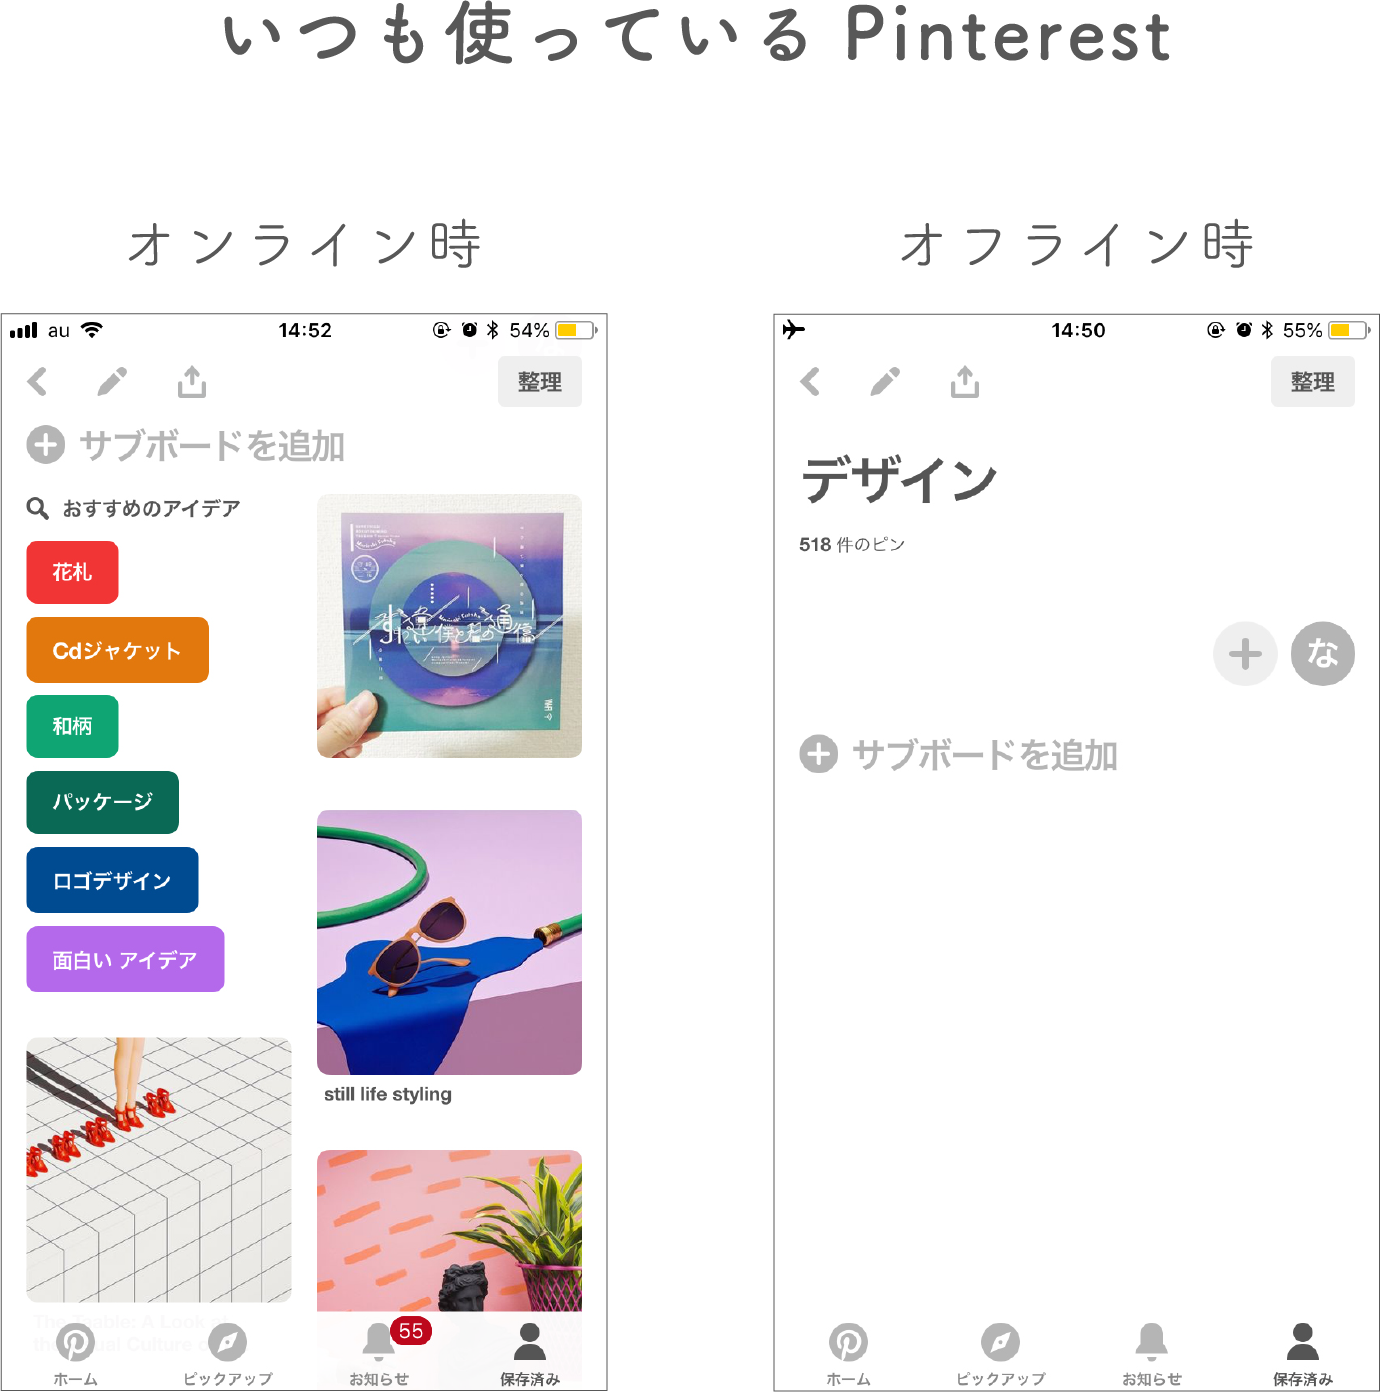 いつも使っている Pinterest
オンライン時
au
14:52
54%
整理
サブボードを追加
おすすめのアイデア
花札
Cdジャケット
和柄
パッケージ
ロゴデザイン
面白い アイデア
still life styling
55
ホーム
ピックアップ
お知らせ
保存済み
オフライン時
14:50
55%
整理
デザイン
518 件のピン
な
サブボードを追加
ホーム
ピックアップ
お知らせ
保存済み